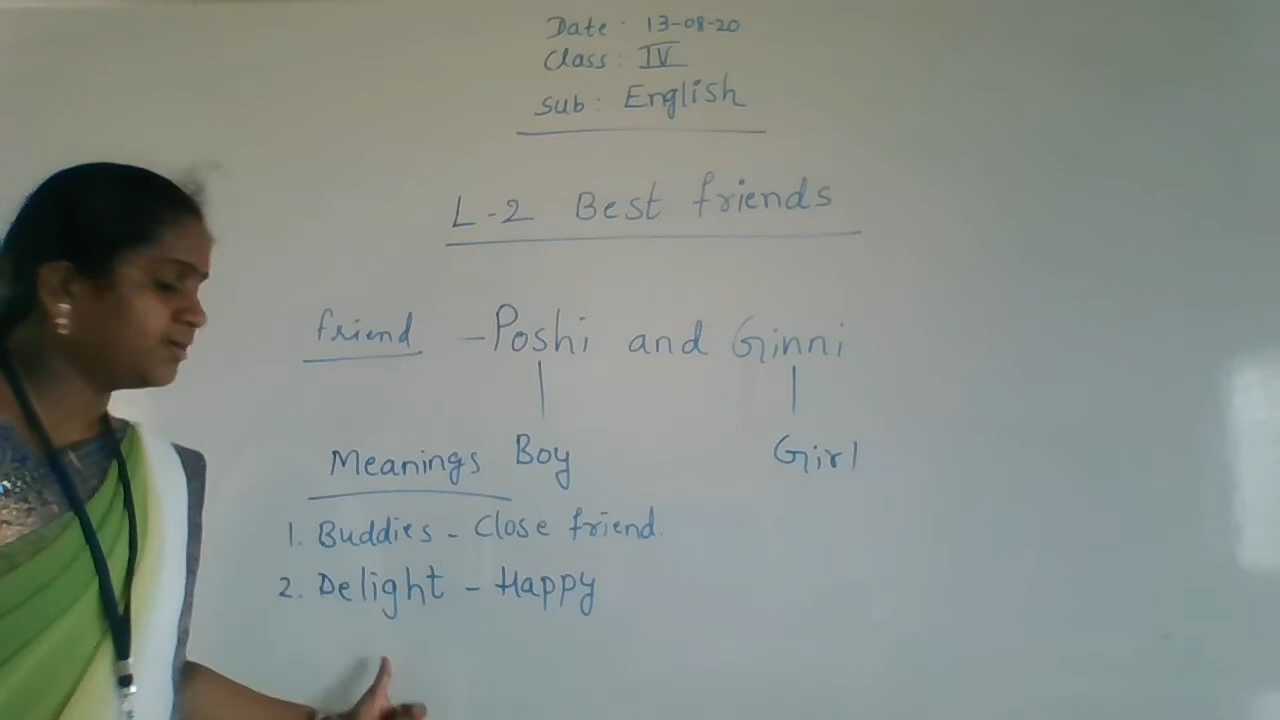 Date: 13-08-20
Class: IV
Sub: English
L-2 Best friends
friend - Poshi and Ginni
Boy Girl
Meanings
1. Buddies - Close friend.
2. Delight - Happy